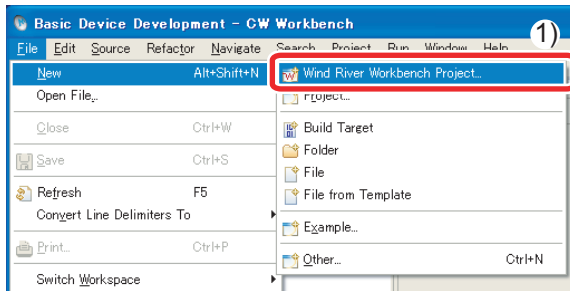 Basic Device Development - CW Workbench
File Edit Source Refactor Navigate Search Project Run Window Help
1)
New Alt+Shift+N
Wind River Workbench Project...
Open File...
Project...
Close Ctrl+W
Build Target
Folder
Save Ctrl+S
File
Refresh F5
File from Template
Convert Line Delimiters To
Example...
Print... Ctrl+P
Other... Ctrl+N
Switch Workspace